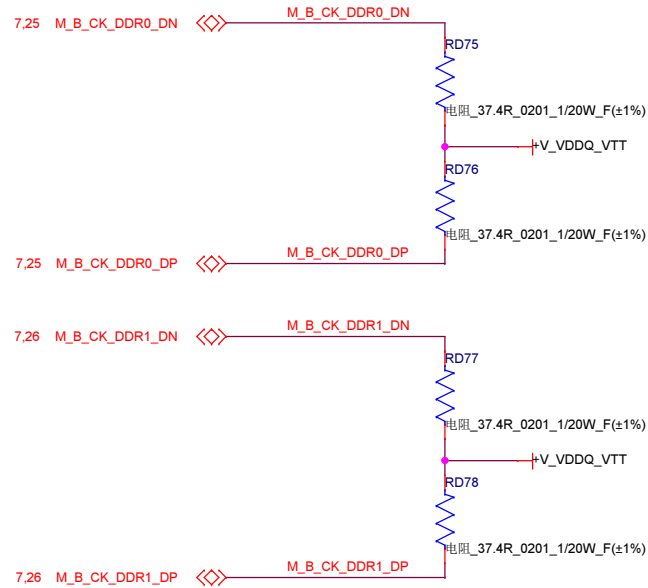 7,25 M_B_CK_DDR0_DN
M_B_CK_DDR0_DN
RD75
电阻_37.4R_0201_1/20W_F(±1%)
+V_VDDQ_VTT
RD76
电阻_37.4R_0201_1/20W_F(±1%)
7,25 M_B_CK_DDR0_DP
M_B_CK_DDR0_DP
7,26 M_B_CK_DDR1_DN
M_B_CK_DDR1_DN
RD77
电阻_37.4R_0201_1/20W_F(±1%)
+V_VDDQ_VTT
RD78
电阻_37.4R_0201_1/20W_F(±1%)
7,26 M_B_CK_DDR1_DP
M_B_CK_DDR1_DP